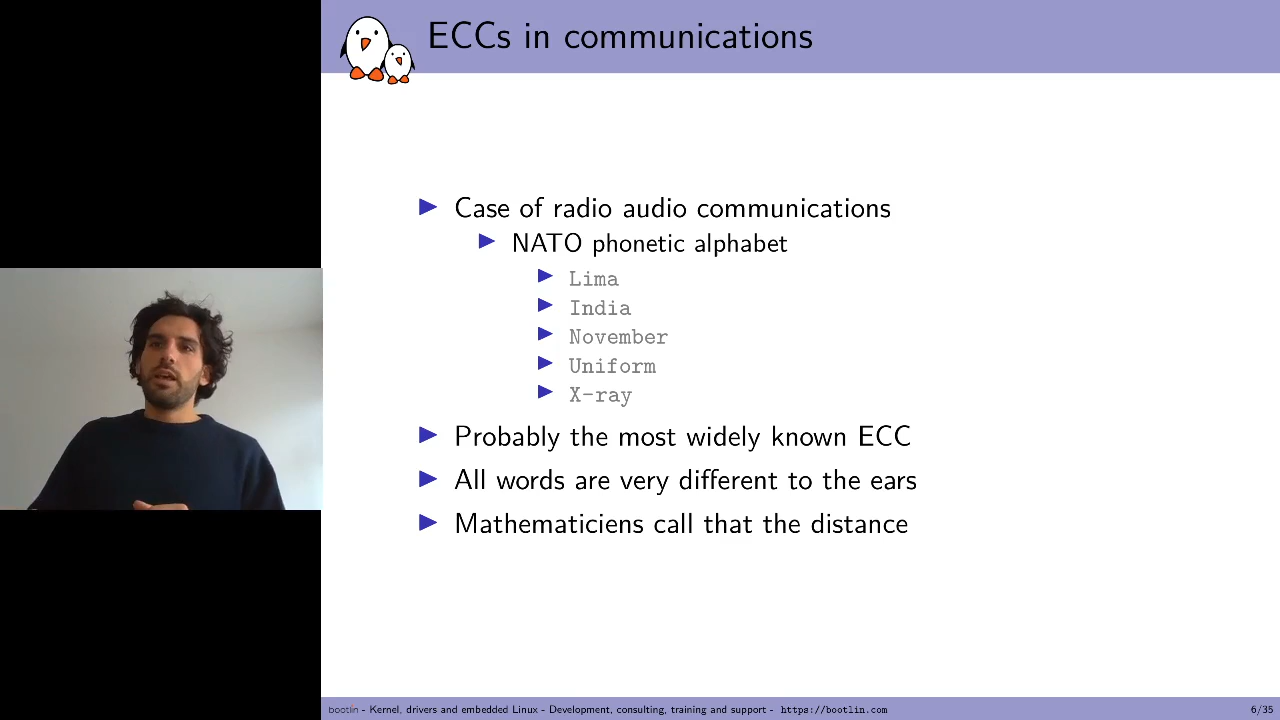 ECCs in communications
Case of radio audio communications
NATO phonetic alphabet
Lima
India
November
Uniform
X-ray
Probably the most widely known ECC
All words are very different to the ears
Mathematiciens call that the distance
bootlin - Kernel, drivers and embedded Linux - Development, consulting, training and support - https://bootlin.com
6/35